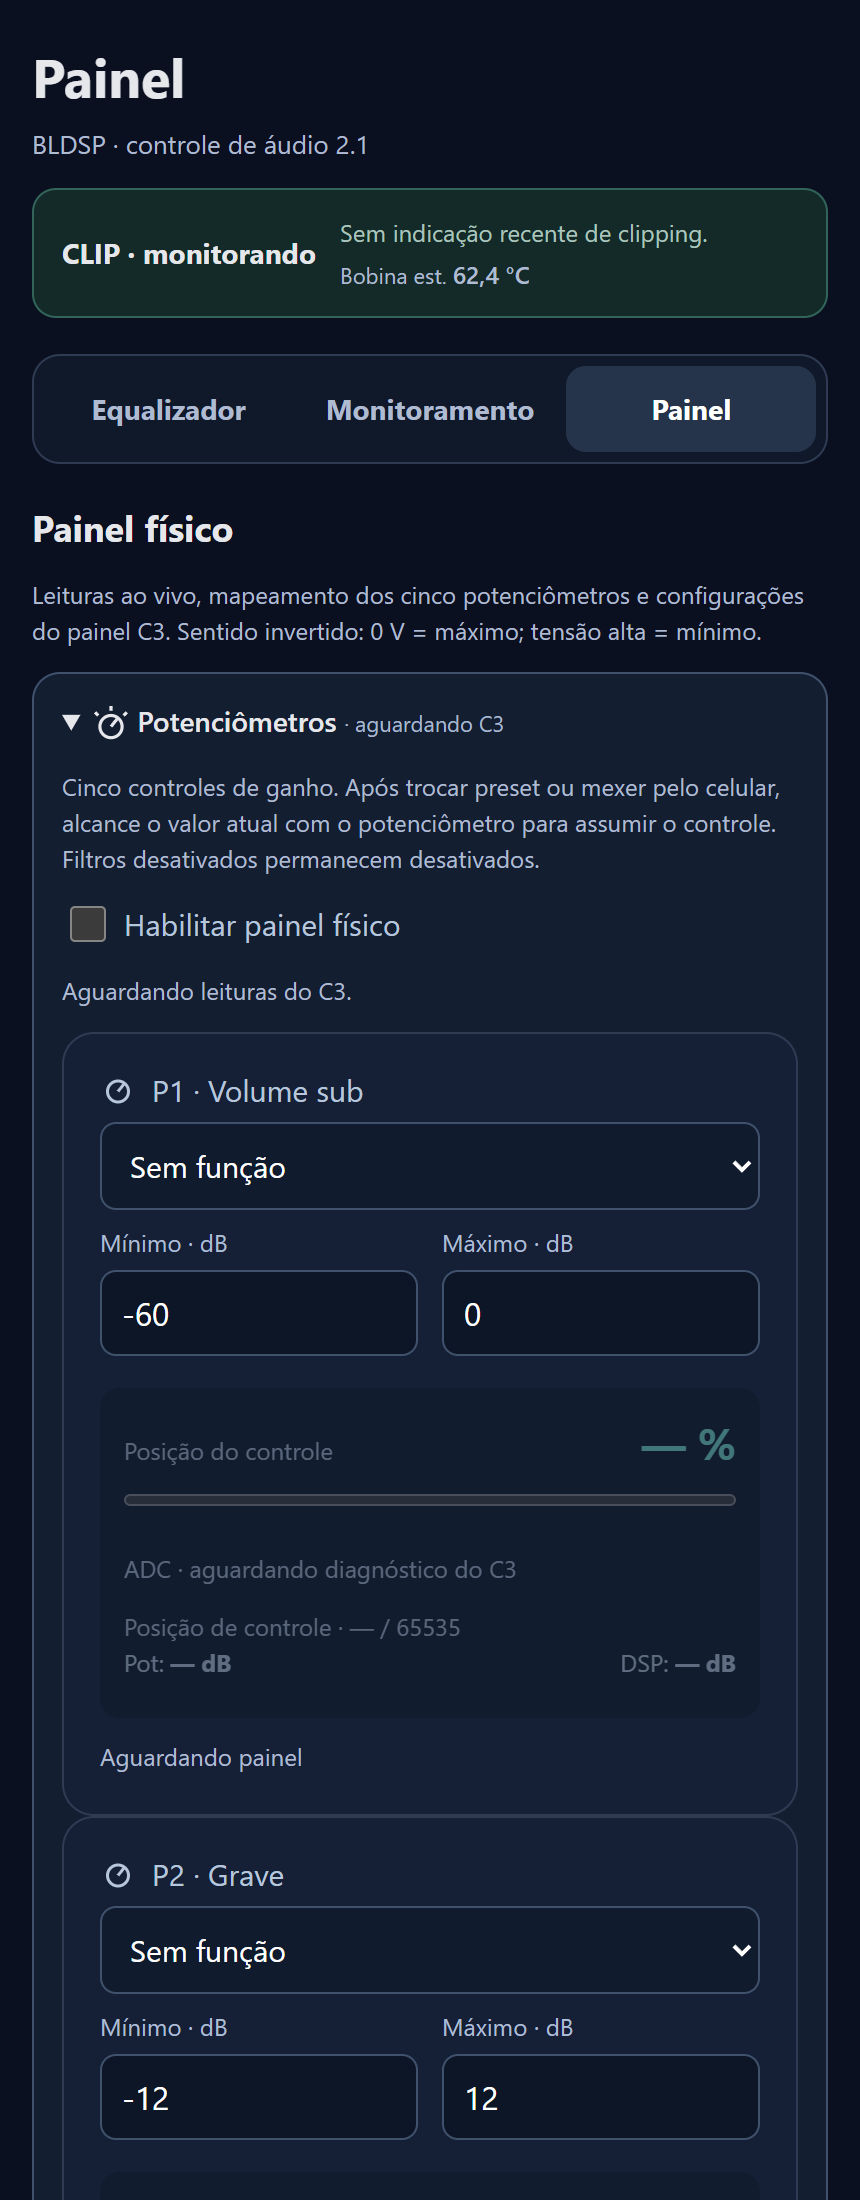 Painel
BLDSP · controle de áudio 2.1
CLIP · monitorando
Sem indicação recente de clipping.
Bobina est. 62,4 °C
Equalizador
Monitoramento
Painel
Painel físico
Leituras ao vivo, mapeamento dos cinco potenciômetros e configurações
do painel C3. Sentido invertido: 0 V = máximo; tensão alta = mínimo.
Potenciômetros · aguardando C3
Cinco controles de ganho. Após trocar preset ou mexer pelo celular,
alcance o valor atual com o potenciômetro para assumir o controle.
Filtros desativados permanecem desativados.
Habilitar painel físico
Aguardando leituras do C3.
P1 · Volume sub
Sem função
Mínimo · dB
Máximo · dB
-60
0
Posição do controle
— %
ADC · aguardando diagnóstico do C3
Posição de controle · — / 65535
Pot: — dB
DSP: — dB
Aguardando painel
P2 · Grave
Sem função
Mínimo · dB
Máximo · dB
-12
12